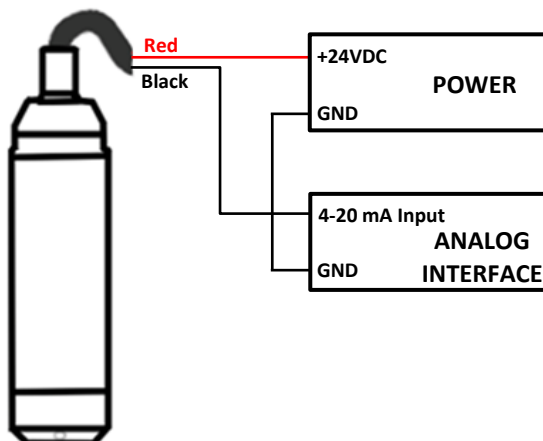 Red
Black
+24VDC
POWER
GND
4-20 mA Input
ANALOG
INTERFACE
GND